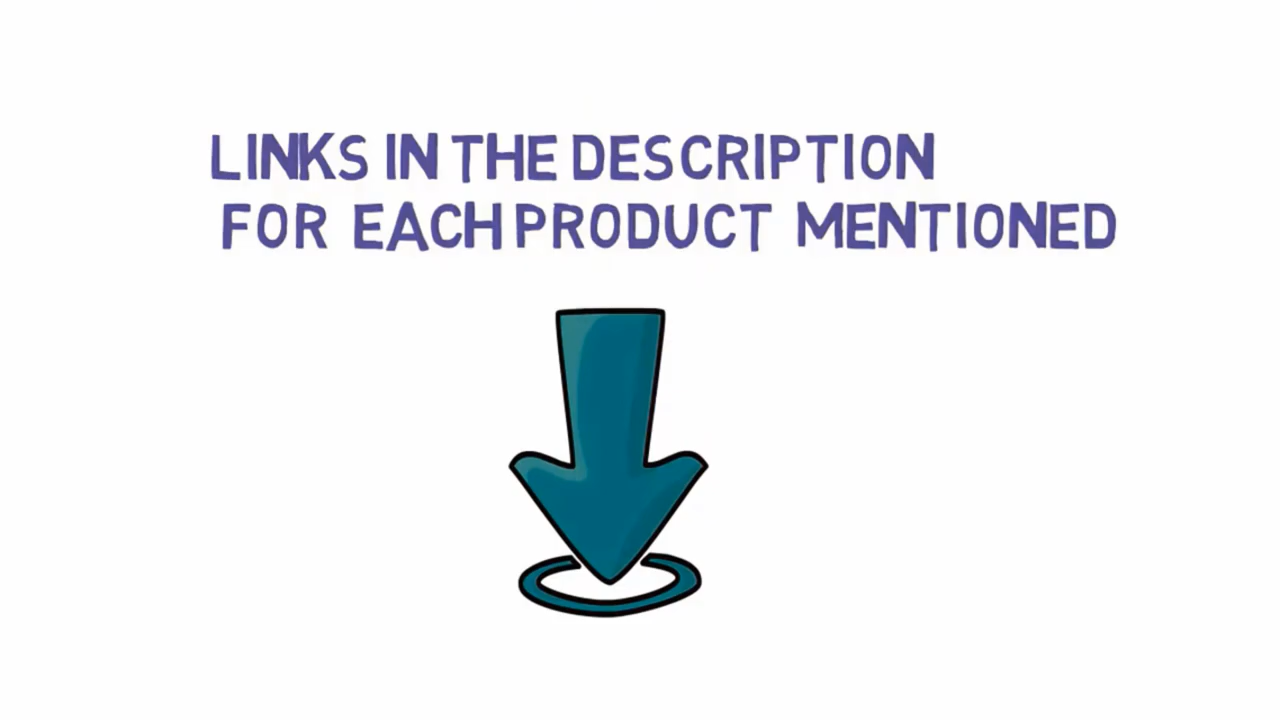 LINKS IN THE DESCRIPTION
FOR EACH PRODUCT MENTIONED